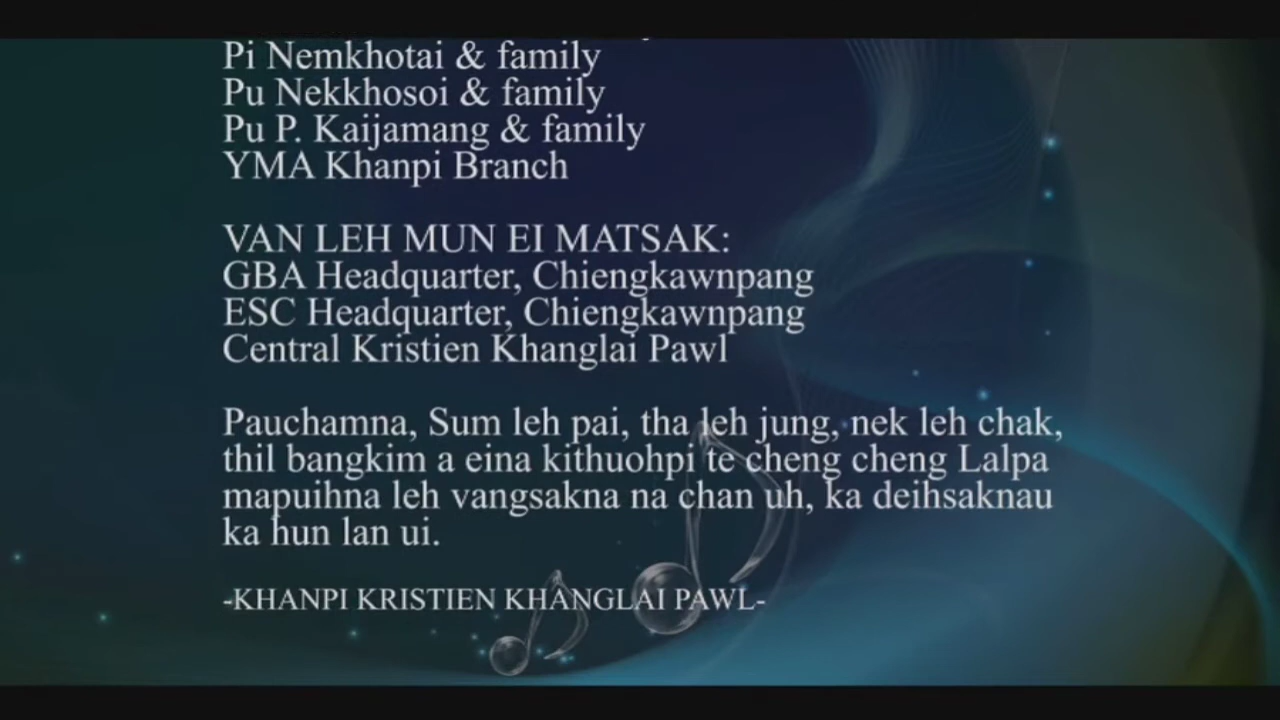 Pi Nemkhotai & family
Pu Nekkhosoi & family
Pu P. Kaijamang & family
YMA Khanpi Branch
VAN LEH MUN EI MATSAK:
GBA Headquarter, Chiengkawnpang
ESC Headquarter, Chiengkawnpang
Central Kristien Khanglai Pawl
Pauchamna, Sum leh pai, tha leh jung, nek leh chak,
thil bangkim a eina kithuohpi te cheng cheng Lalpa
mapuihna leh vangsakna na chan uh, ka deihsaknau
ka hun lan ui.
-KHANPI KRISTIEN KHANGLAI PAWL-